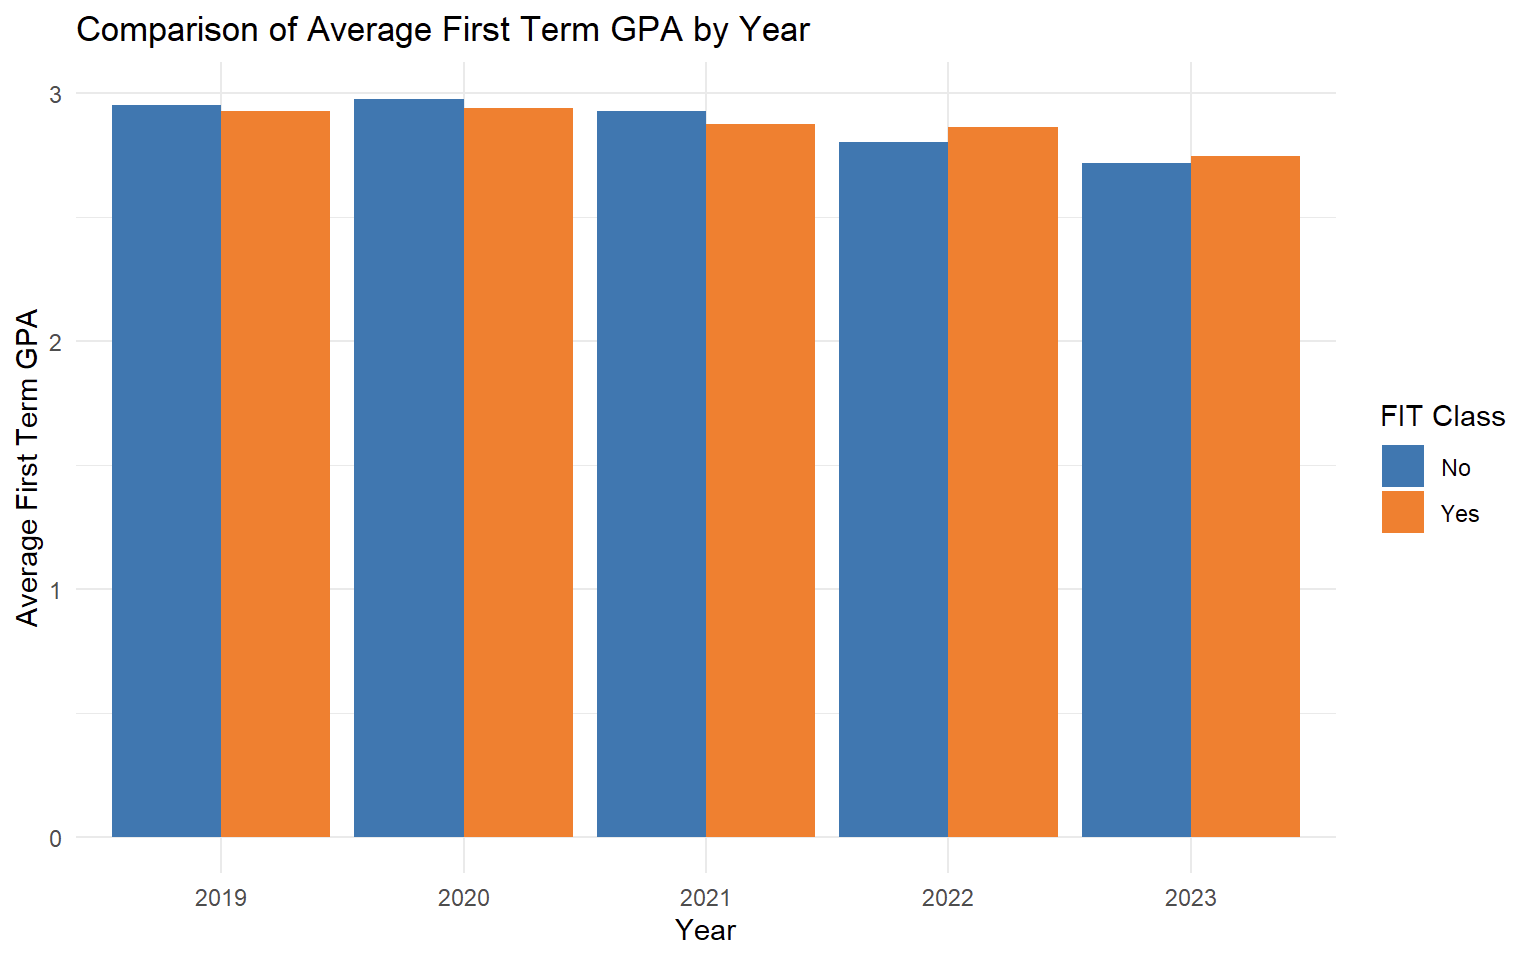 Comparison of Average First Term GPA by Year
3
2
1
0
Average First Term GPA
2019 2020 2021 2022 2023
Year
FIT Class
No
Yes